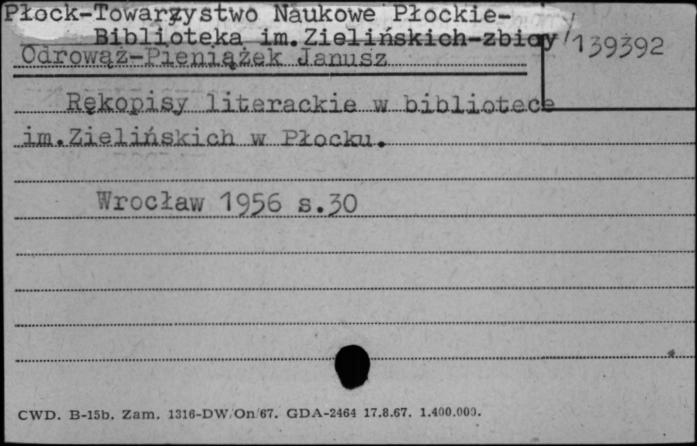 Płock-Towarzystwo Naukowe Płockie-
Biblioteka im.Zielińskich-zbiory
139392
Odrowąż-Pieniążek Janusz
Rękopisy literackie w bibliotece
im.Zielińskich w Płocku.
Wrocław 1956 s.30
CWD. B-15b. Zam. 1316-DW/On/67. GDA-2464 17.8.67. 1.400.000.